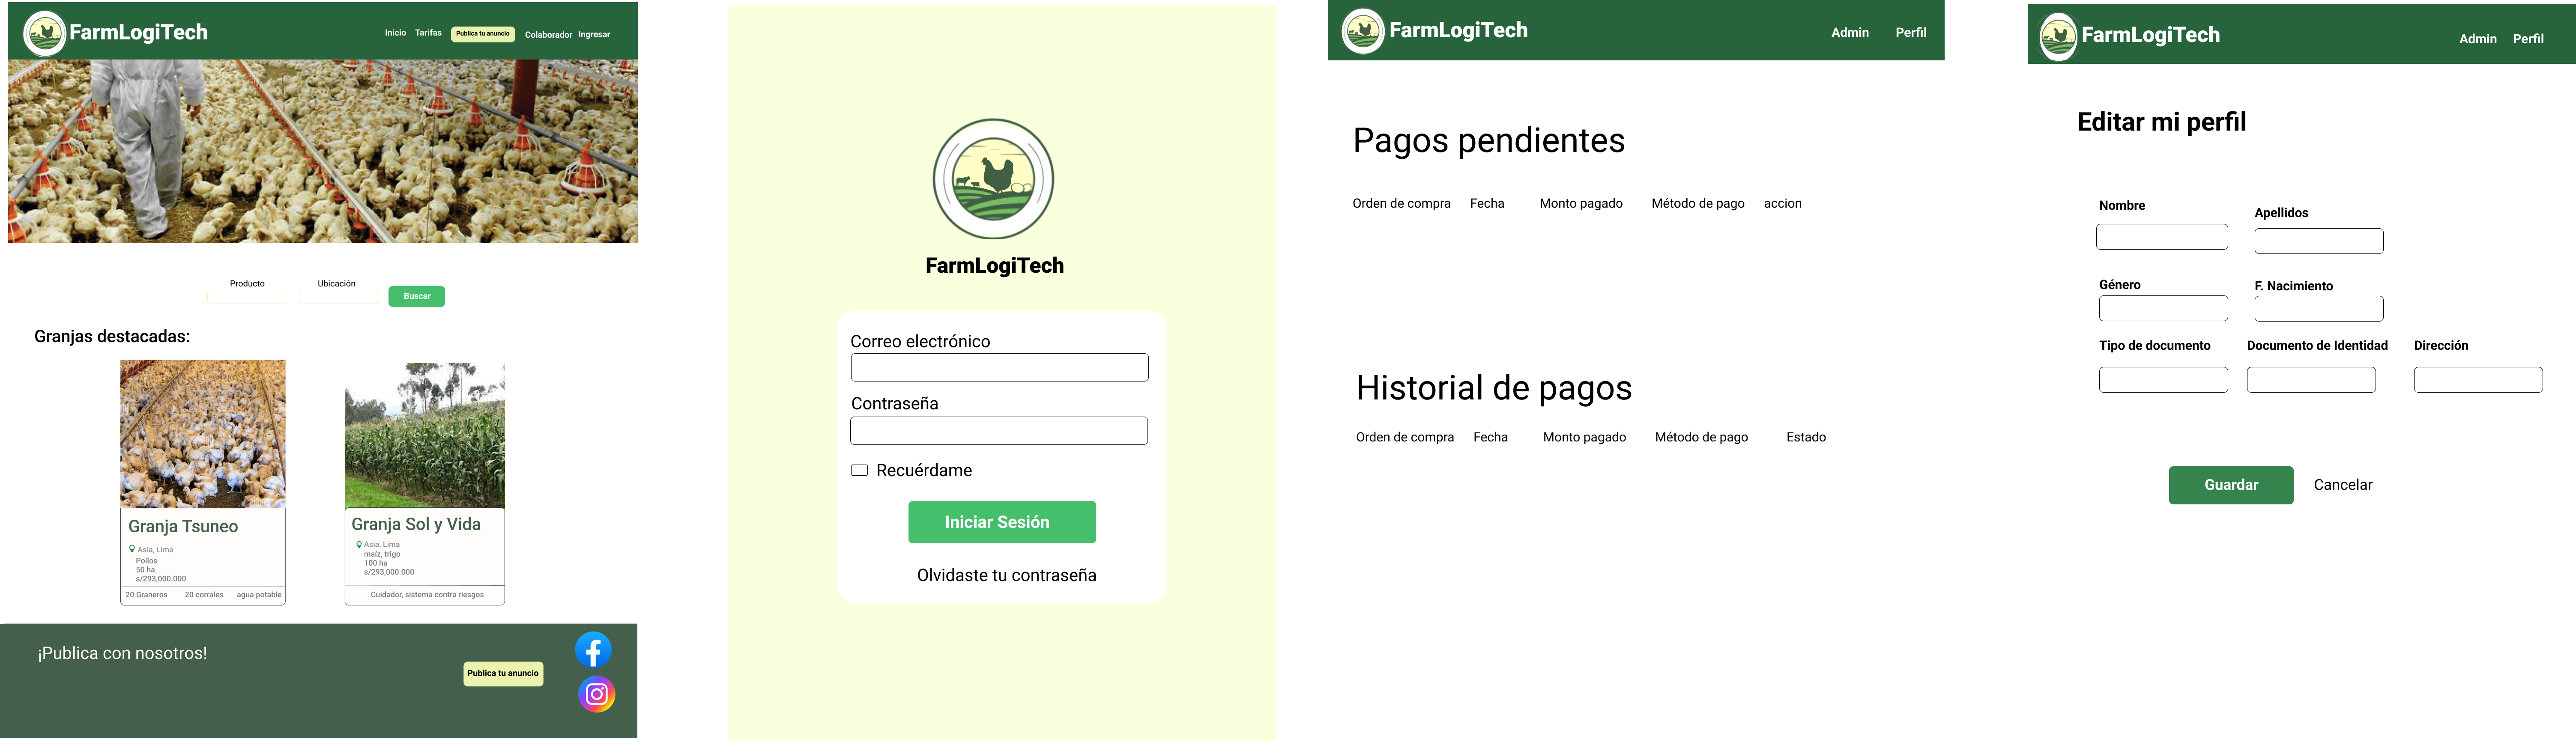 FarmLogiTech
Inicio Tarifas Publica tu anuncio Colaborador Ingresar
Producto Ubicación Buscar
Granjas destacadas:
Granja Tsuneo
Asia, Lima
Pollos
50 ha
s/293,000.000
20 Graneros 20 corrales agua potable
Granja Sol y Vida
Asia, Lima
maíz, trigo
100 ha
s/293,000.000
Cuidador, sistema contra riesgos
¡Publica con nosotros!
Publica tu anuncio
FarmLogiTech
Correo electrónico
Contraseña
Recuérdame
Iniciar Sesión
Olvidaste tu contraseña
FarmLogiTech Admin Perfil
Pagos pendientes
Orden de compra Fecha Monto pagado Método de pago accion
Historial de pagos
Orden de compra Fecha Monto pagado Método de pago Estado
FarmLogiTech Admin Perfil
Editar mi perfil
Nombre Apellidos
Género F. Nacimiento
Tipo de documento Documento de Identidad Dirección
Guardar Cancelar